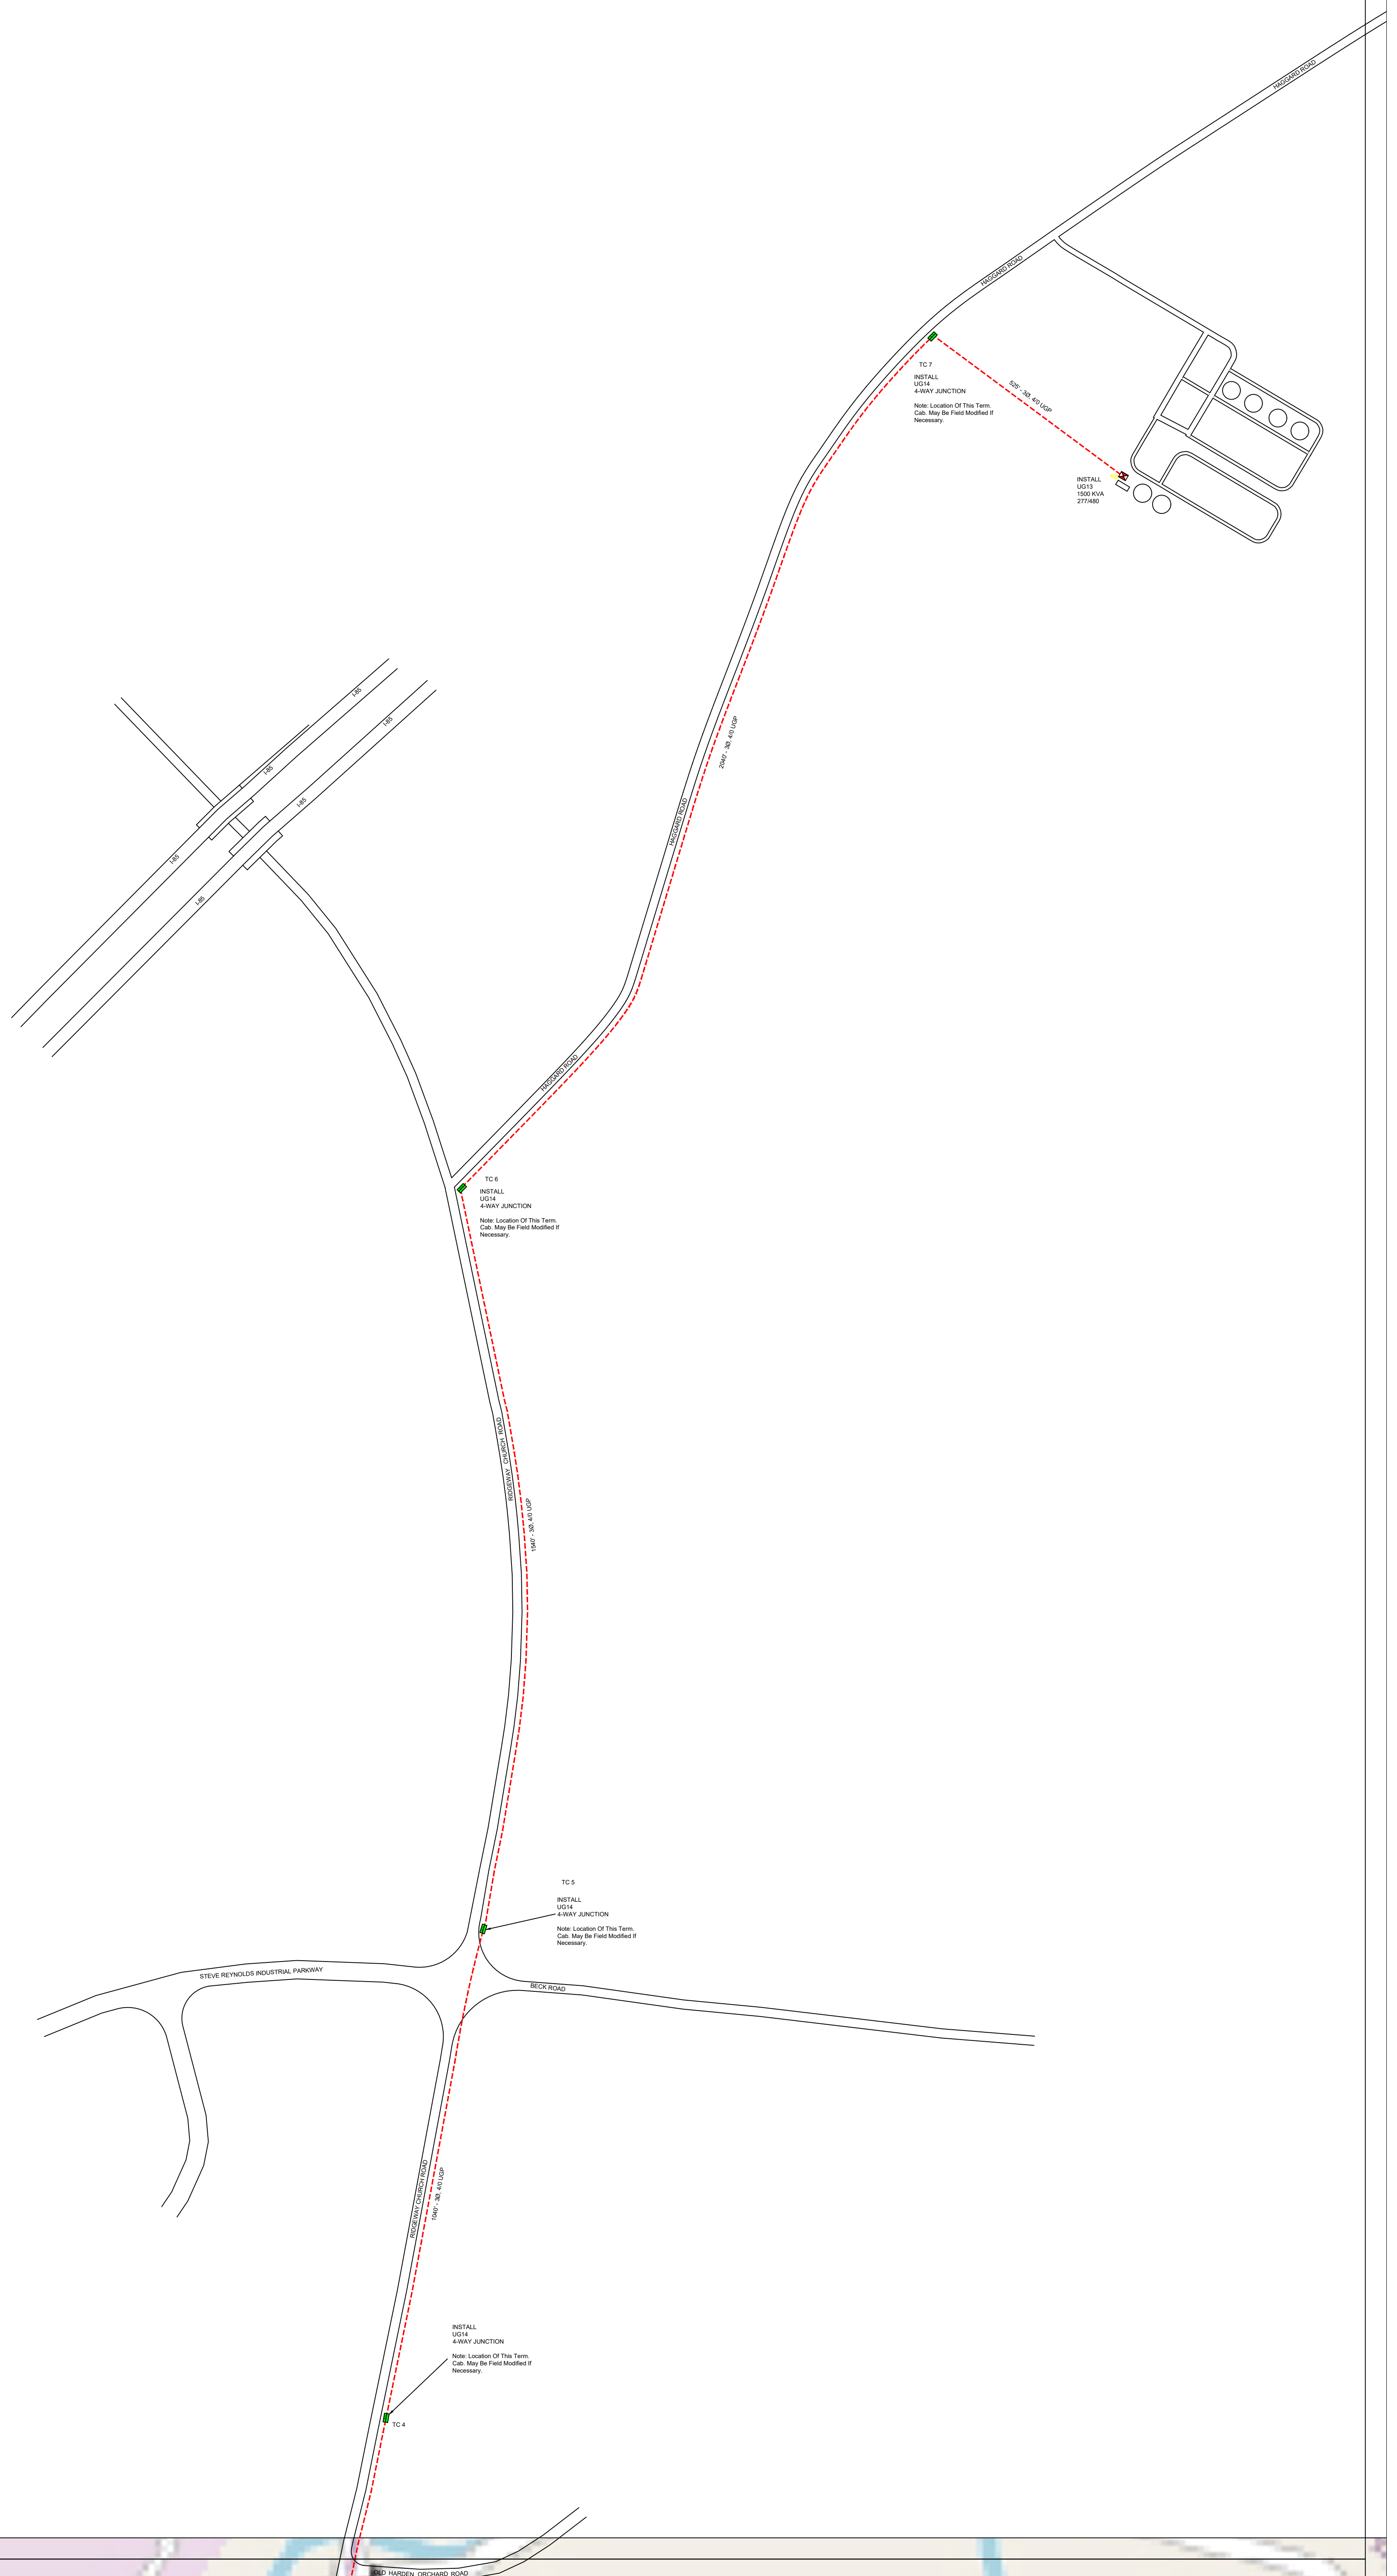 HAGGARD ROAD
HAGGARD ROAD
TC 7
INSTALL
UG14
4-WAY JUNCTION
Note: Location Of This Term.
Cab. May Be Field Modified If
Necessary.
525' - 3Ø, 4/0 UGP
INSTALL
UG13
1500 KVA
277/480
I-85
I-85
I-85
I-85
I-85
I-85
2040' - 3Ø, 4/0 UGP
HAGGARD ROAD
HAGGARD ROAD
TC 6
INSTALL
UG14
4-WAY JUNCTION
Note: Location Of This Term.
Cab. May Be Field Modified If
Necessary.
RIDGEWAY CHURCH ROAD
1540' - 3Ø, 4/0 UGP
TC 5
INSTALL
UG14
4-WAY JUNCTION
Note: Location Of This Term.
Cab. May Be Field Modified If
Necessary.
STEVE REYNOLDS INDUSTRIAL PARKWAY
BECK ROAD
RIDGEWAY CHURCH ROAD
1040' - 3Ø, 4/0 UGP
INSTALL
UG14
4-WAY JUNCTION
Note: Location Of This Term.
Cab. May Be Field Modified If
Necessary.
TC 4
OLD HARDEN ORCHARD ROAD